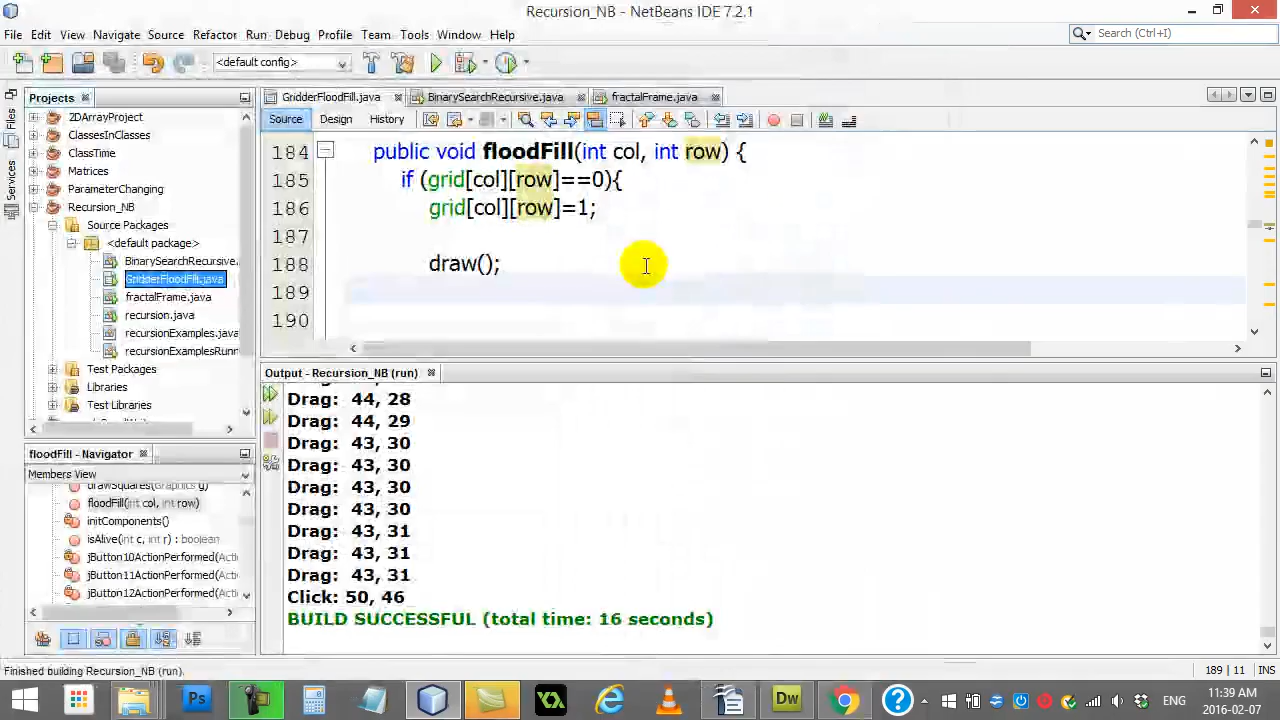 Recursion_NB - NetBeans IDE 7.2.1
File Edit View Navigate Source Refactor Run Debug Profile Team Tools Window Help
Search (Ctrl+I)
<default config>
Projects
GridderFloodFill.java
BinarySearchRecursive.java
fractalFrame.java
Files
Services
Source Design History
2DArrayProject
ClassesInClasses
ClassTime
Matrices
ParameterChanging
Recursion_NB
Source Packages
<default package>
BinarySearchRecursive.
GridderFloodFill.java
fractalFrame.java
recursion.java
recursionExamples.java
recursionExamplesRunn
Test Packages
Libraries
Test Libraries
184 public void floodFill(int col, int row) {
185 if (grid[col][row]==0){
186 grid[col][row]=1;
187
188 draw();
189
190
floodFill - Navigator
Members View
drawSquares(Graphics g)
floodFill(int col, int row)
initComponents()
isAlive(int c, int r) : boolean
jButton10ActionPerformed(Acti
jButton11ActionPerformed(Acti
jButton12ActionPerformed(Acti
Output - Recursion_NB (run)
Drag: 44, 28
Drag: 44, 29
Drag: 43, 30
Drag: 43, 30
Drag: 43, 30
Drag: 43, 30
Drag: 43, 31
Drag: 43, 31
Drag: 43, 31
Click: 50, 46
BUILD SUCCESSFUL (total time: 16 seconds)
Finished building Recursion_NB (run).
189 | 11 INS
Ps
Dw
ENG
11:39 AM
2016-02-07